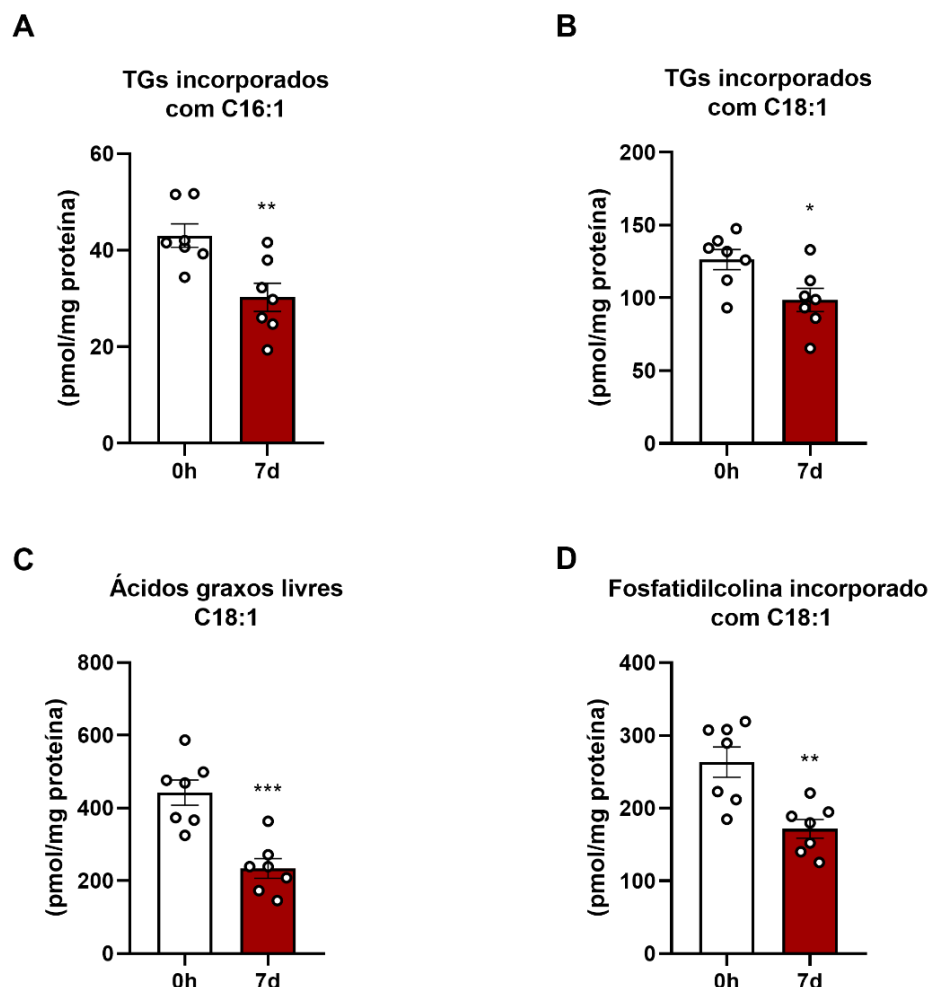 A
TGs incorporados
com C16:1
(pmol/mg proteína)
60
40
20
0
**
0h
7d
B
TGs incorporados
com C18:1
(pmol/mg proteína)
200
150
100
50
0
*
0h
7d
C
Ácidos graxos livres
C18:1
(pmol/mg proteína)
800
600
400
200
0
***
0h
7d
D
Fosfatidilcolina incorporado
com C18:1
(pmol/mg proteína)
400
300
200
100
0
**
0h
7d